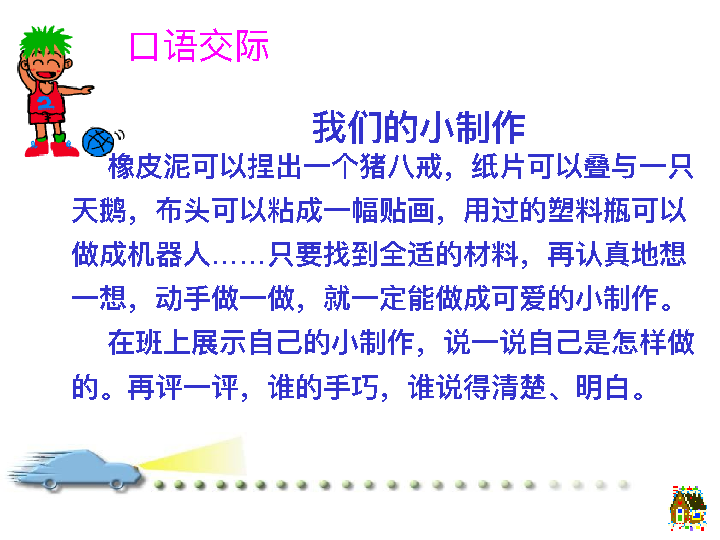 口语交际
我们的小制作
橡皮泥可以捏出一个猪八戒，纸片可以叠与一只
天鹅，布头可以粘成一幅贴画，用过的塑料瓶可以
做成机器人……只要找到全适的材料，再认真地想
一想，动手做一做，就一定能做成可爱的小制作。
在班上展示自己的小制作，说一说自己是怎样做
的。再评一评，谁的手巧，谁说得清楚、明白。